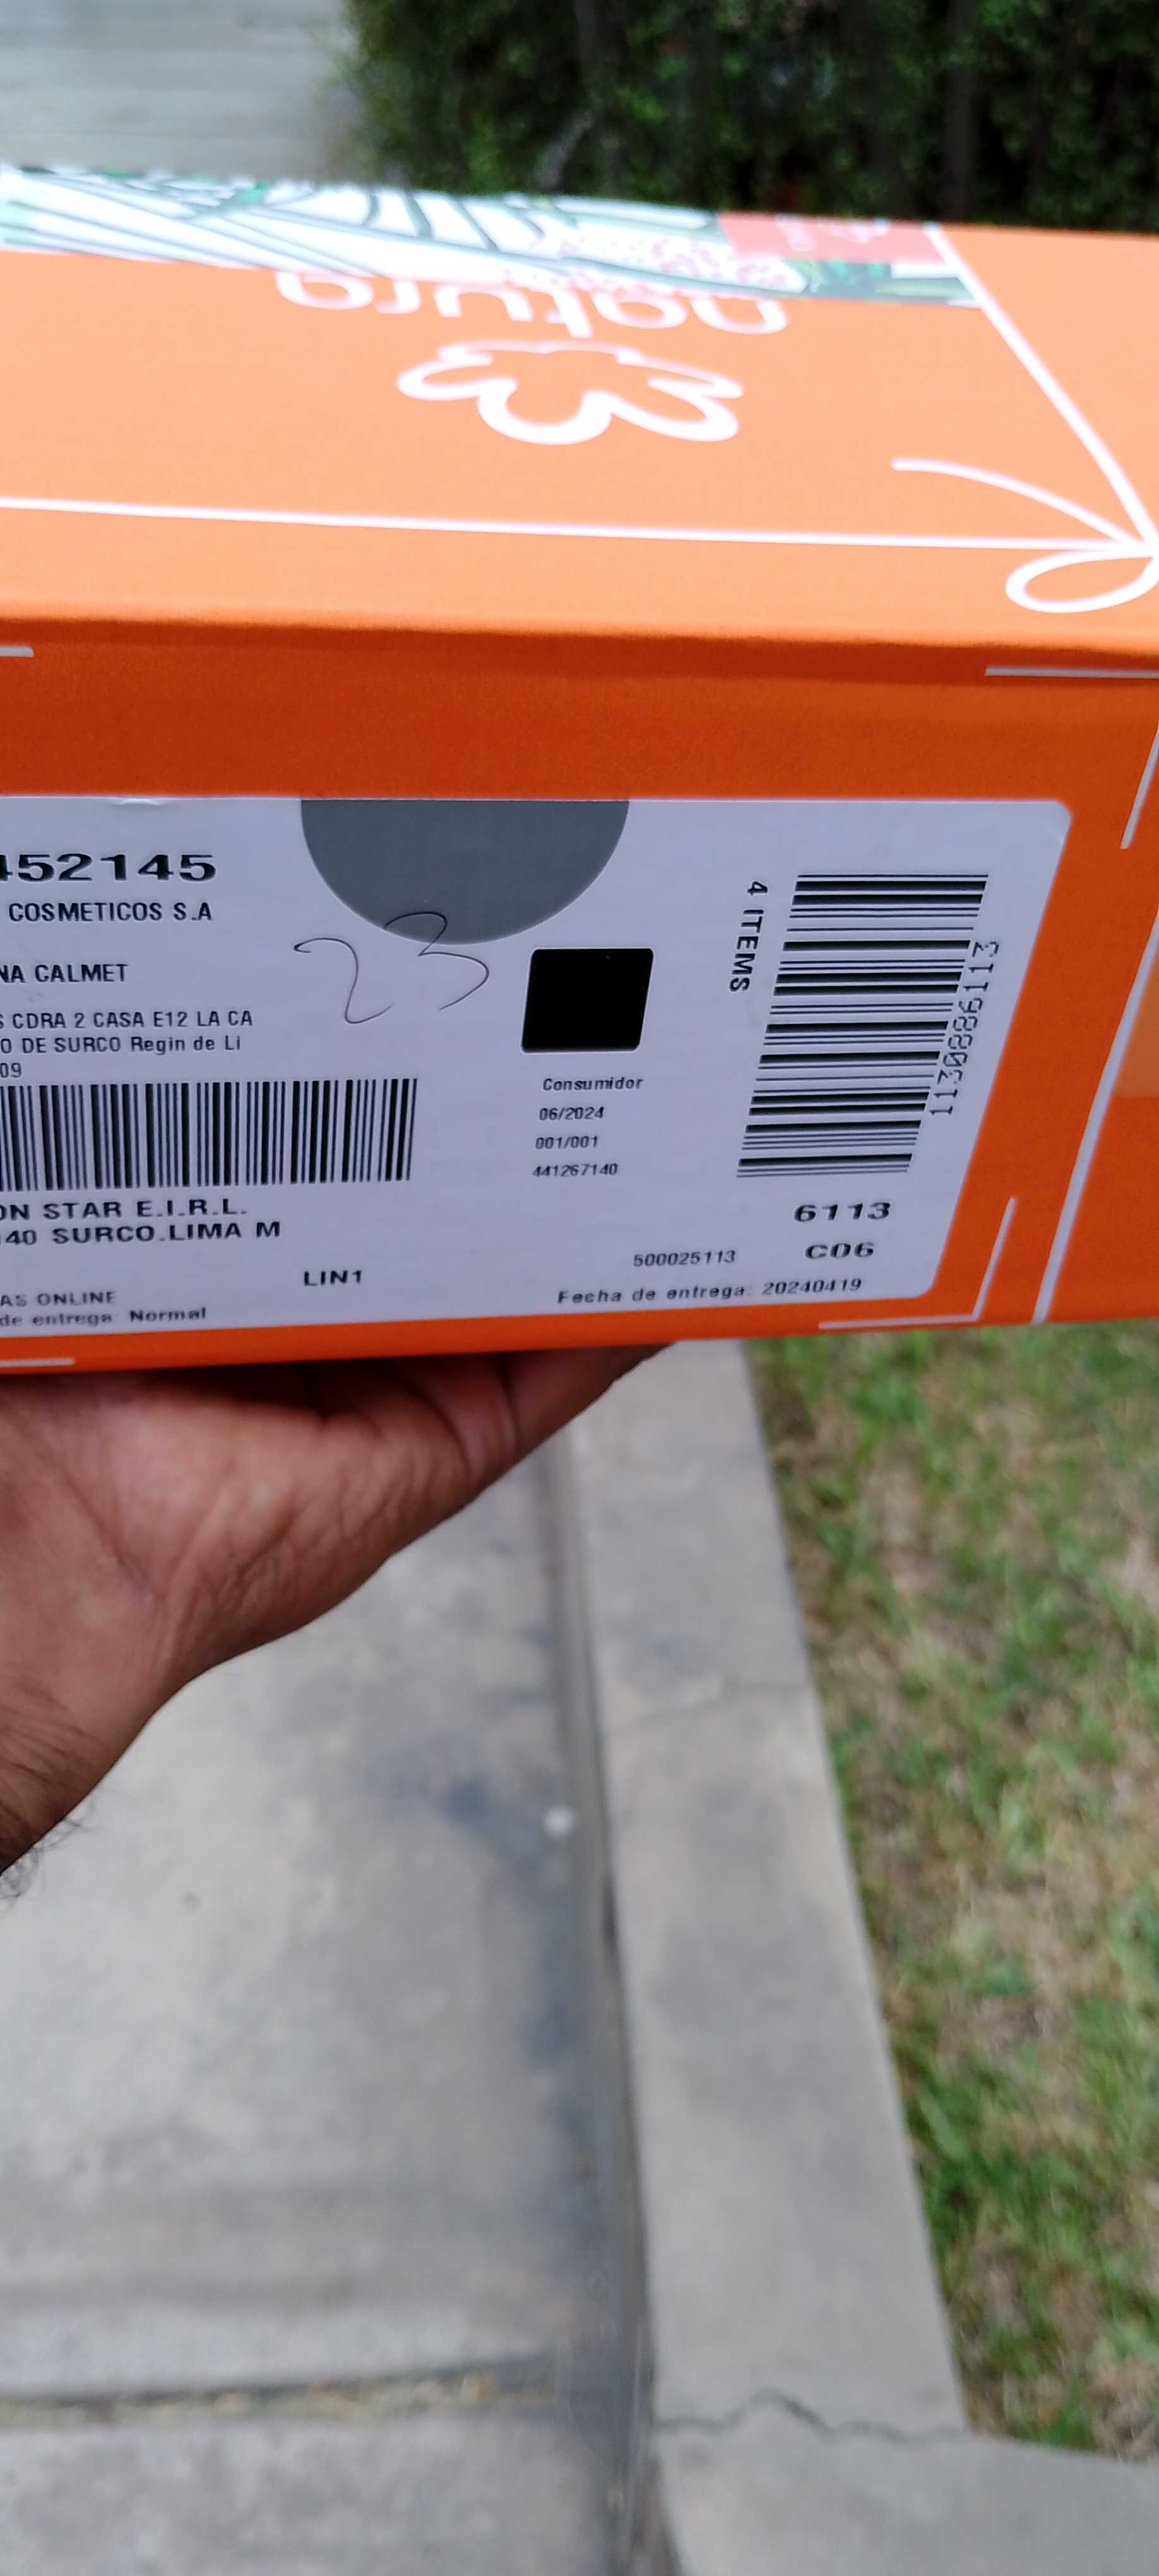 natura
452145
COSMETICOS S.A
23
NA CALMET
S CDRA 2 CASA E12 LA CA
O DE SURCO Regin de Li
09
4 ITEMS
Consumidor
06/2024
001/001
441267140
ON STAR E.I.R.L.
140 SURCO.LIMA M
6113
C06
LIN1
500025113
AS ONLINE
de entrega: Normal
Fecha de entrega: 20240419